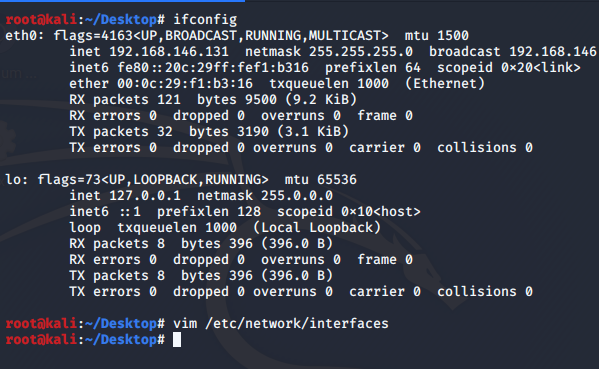 root@kali:~/Desktop# ifconfig
eth0: flags=4163<UP,BROADCAST,RUNNING,MULTICAST>  mtu 1500
        inet 192.168.146.131  netmask 255.255.255.0  broadcast 192.168.146
        inet6 fe80::20c:29ff:fef1:b316  prefixlen 64  scopeid 0×20<link>
        ether 00:0c:29:f1:b3:16  txqueuelen 1000  (Ethernet)
        RX packets 121  bytes 9500 (9.2 KiB)
        RX errors 0  dropped 0  overruns 0  frame 0
        TX packets 32  bytes 3190 (3.1 KiB)
        TX errors 0  dropped 0 overruns 0  carrier 0  collisions 0

lo: flags=73<UP,LOOPBACK,RUNNING>  mtu 65536
        inet 127.0.0.1  netmask 255.0.0.0
        inet6 ::1  prefixlen 128  scopeid 0×10<host>
        loop  txqueuelen 1000  (Local Loopback)
        RX packets 8  bytes 396 (396.0 B)
        RX errors 0  dropped 0  overruns 0  frame 0
        TX packets 8  bytes 396 (396.0 B)
        TX errors 0  dropped 0 overruns 0  carrier 0  collisions 0

root@kali:~/Desktop# vim /etc/network/interfaces
root@kali:~/Desktop#